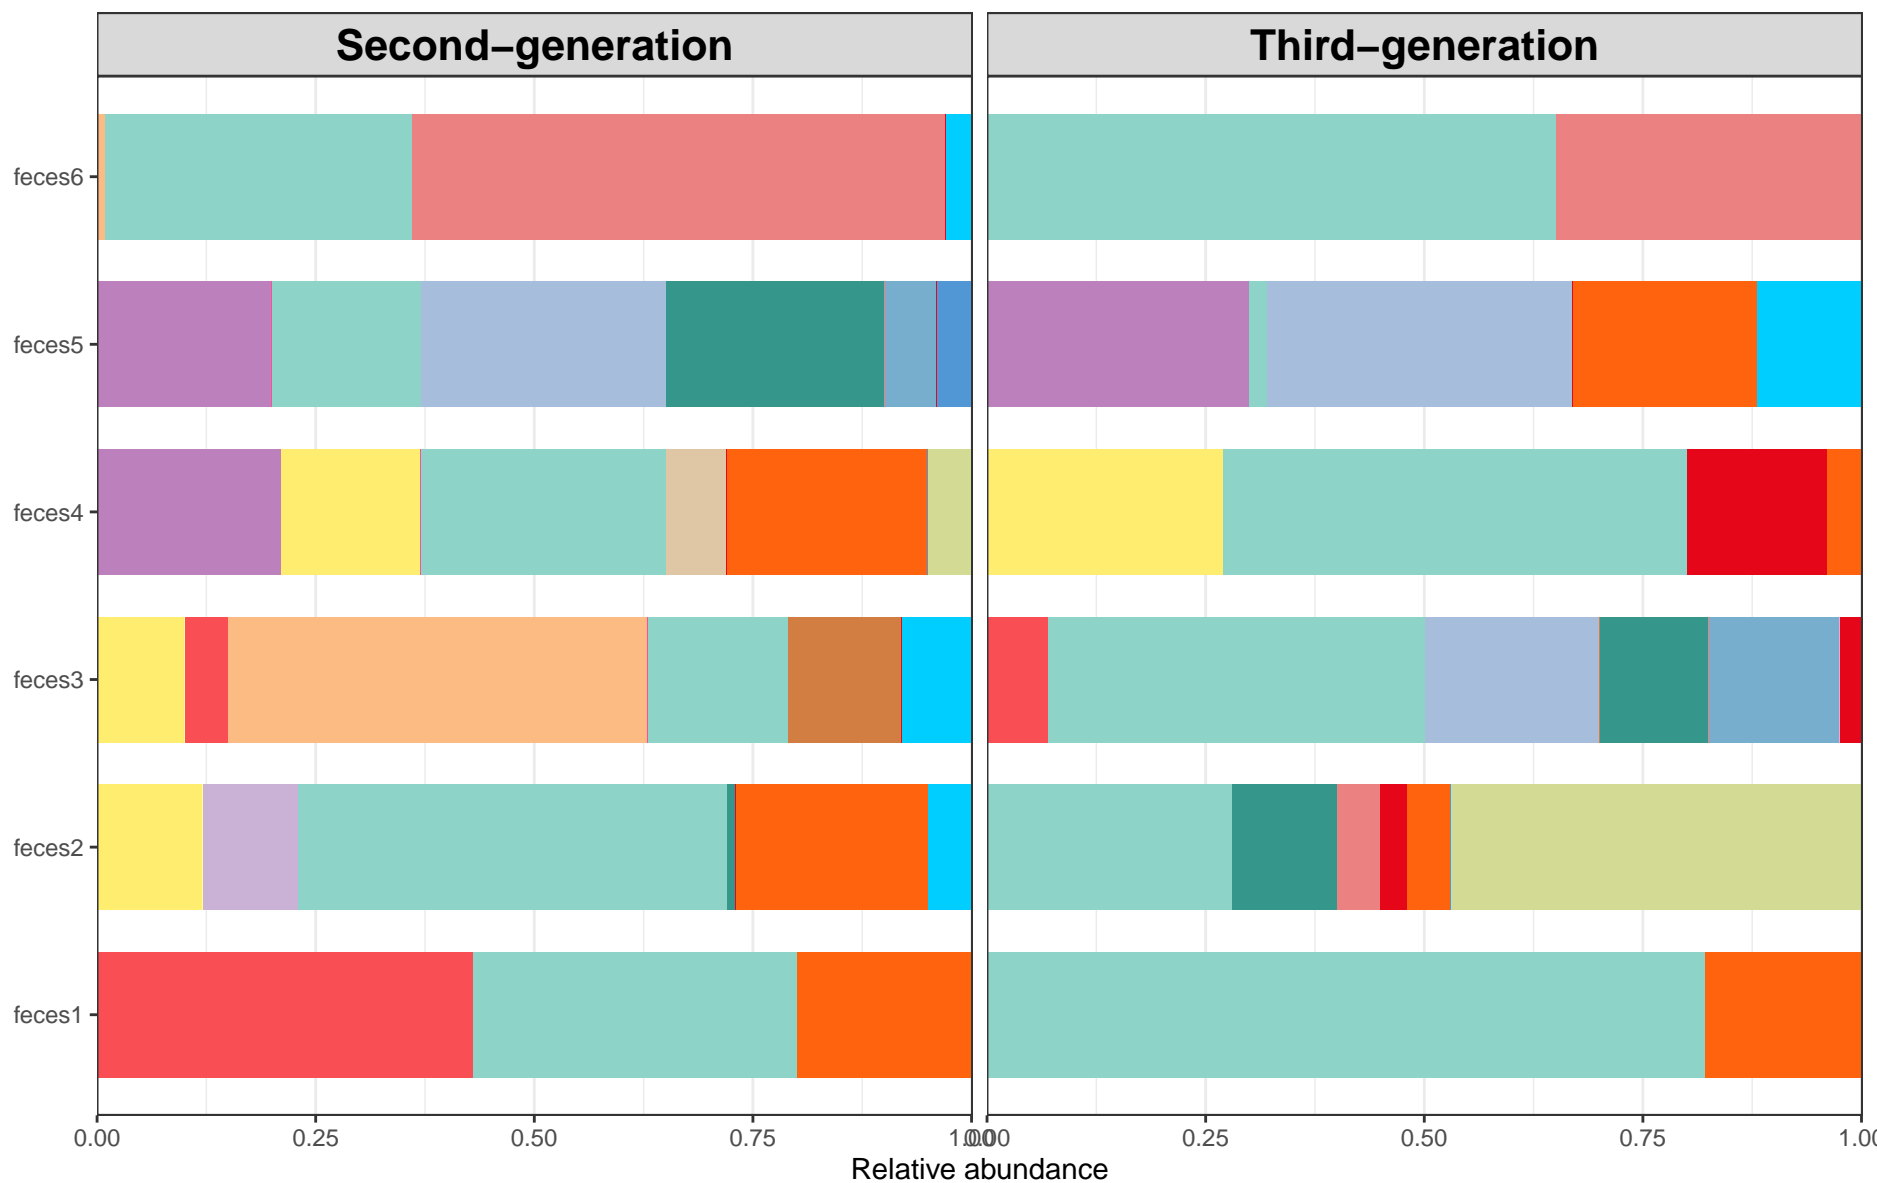 Second−generation
Third−generation
feces6
feces5
feces4
feces3
feces2
feces1
0.00 0.25 0.50 0.75 1.00
0.00 0.25 0.50 0.75 1.00
Relative abundance